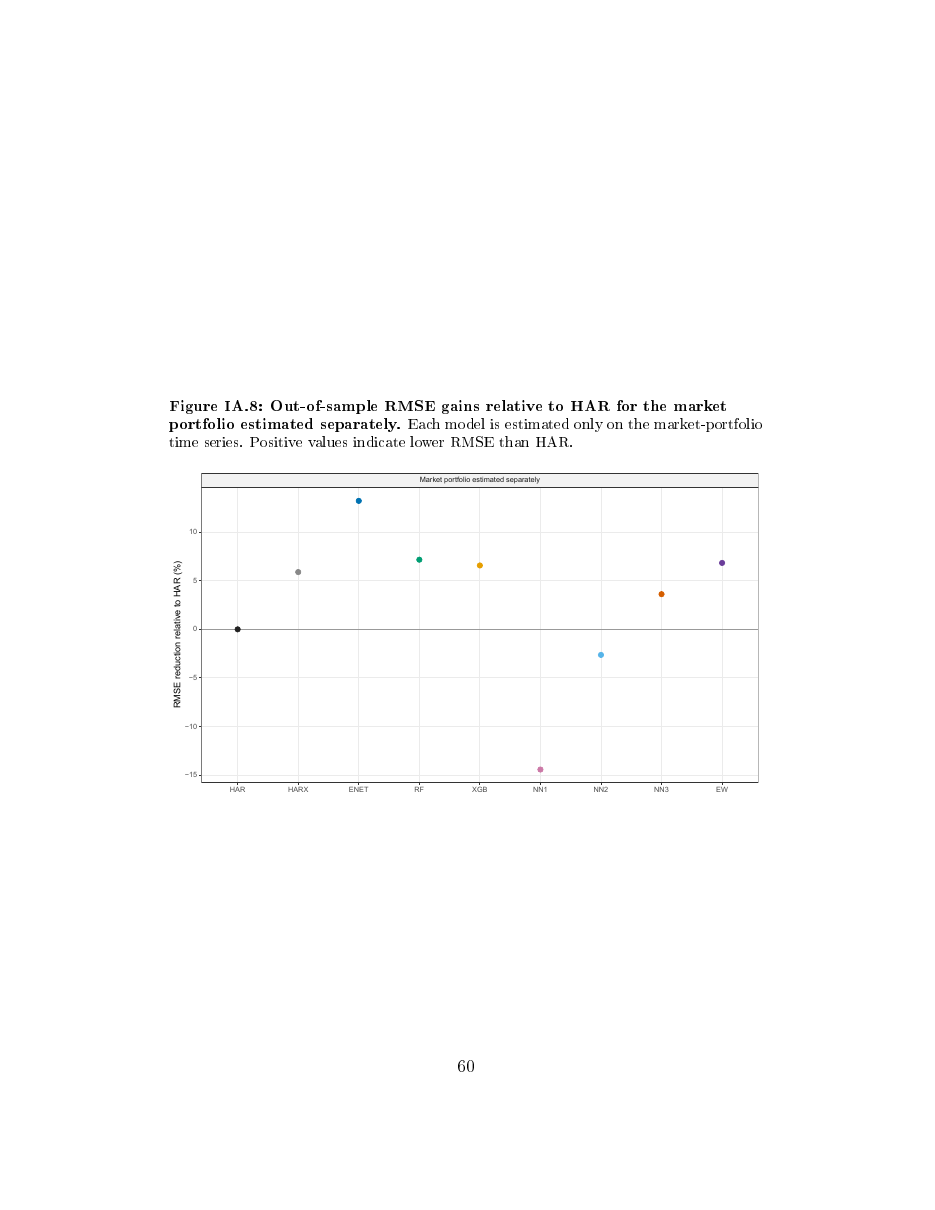 Figure IA.8: Out-of-sample RMSE gains relative to HAR for the market
portfolio estimated separately. Each model is estimated only on the market-portfolio
time series. Positive values indicate lower RMSE than HAR.
Market portfolio estimated separately
RMSE reduction relative to HAR (%)
10
5
0
−5
−10
−15
HAR HARX ENET RF XGB NN1 NN2 NN3 EW
60